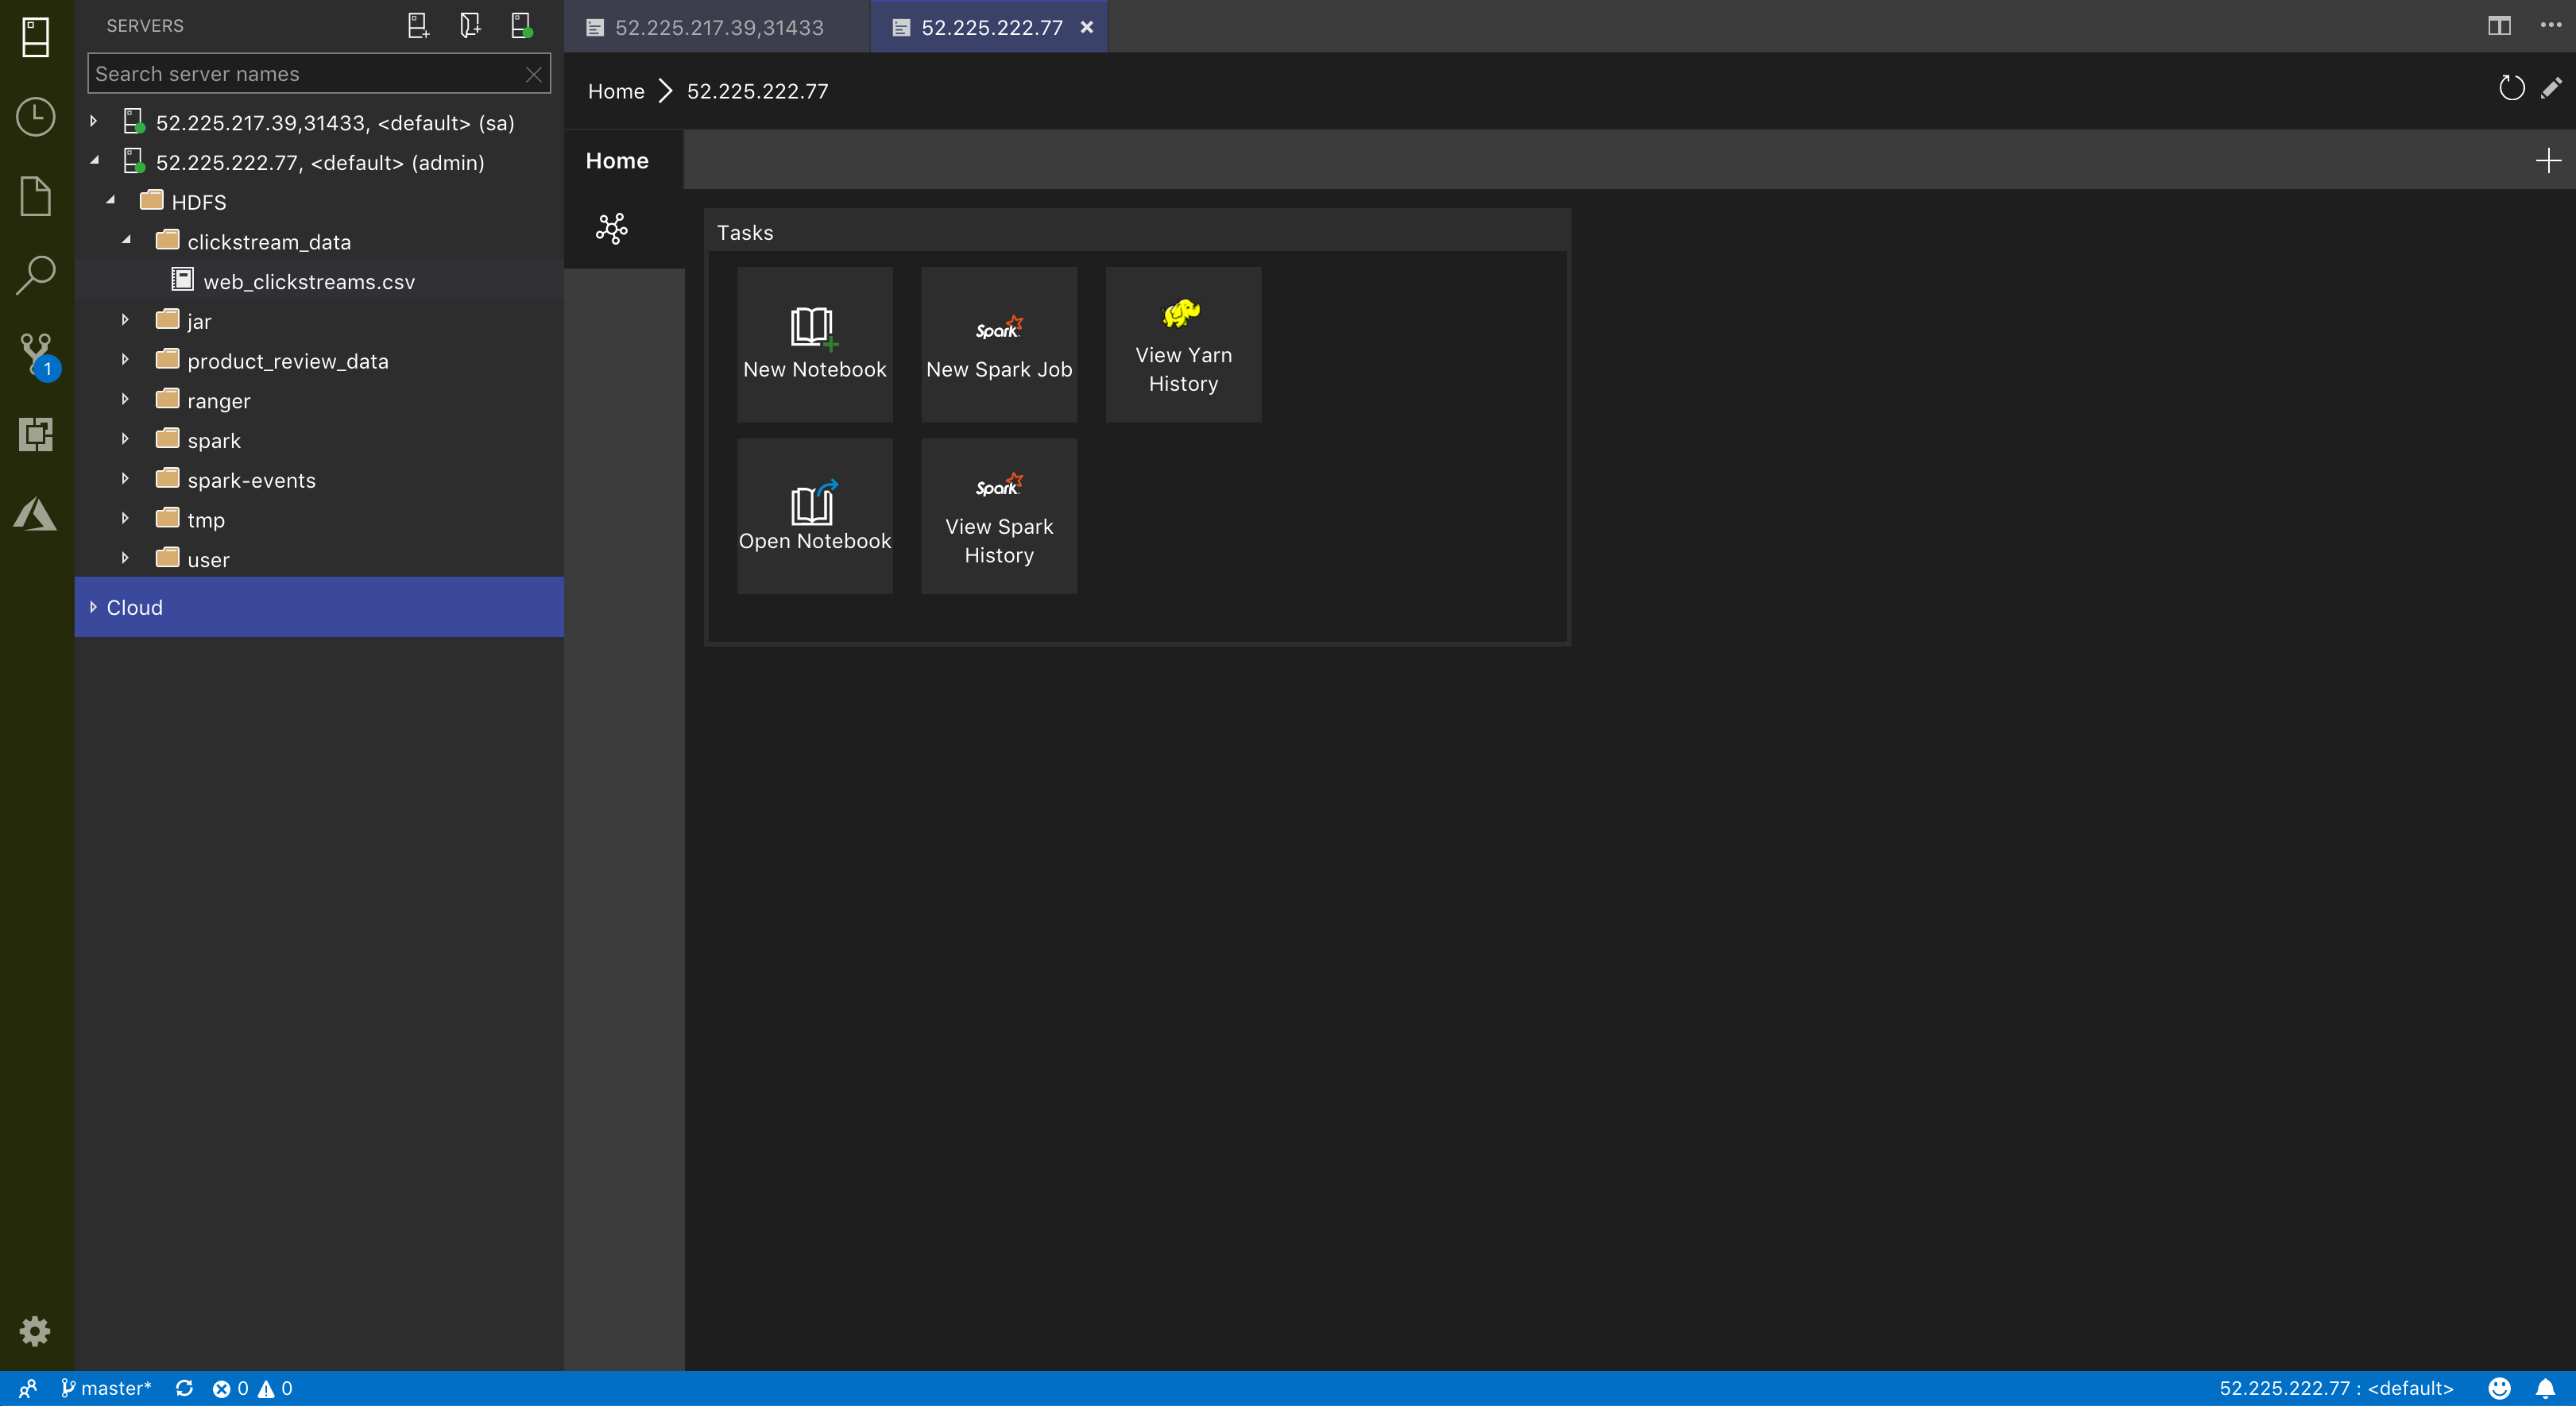 SERVERS
Search server names
52.225.217.39,31433, <default> (sa)
52.225.222.77, <default> (admin)
HDFS
clickstream_data
web_clickstreams.csv
jar
product_review_data
ranger
spark
spark-events
tmp
user
Cloud
1
52.225.217.39,31433
52.225.222.77
Home 52.225.222.77
Home
Tasks
New Notebook
Spark
New Spark Job
View Yarn
History
Open Notebook
Spark
View Spark
History
master* 0 0
52.225.222.77 : <default>